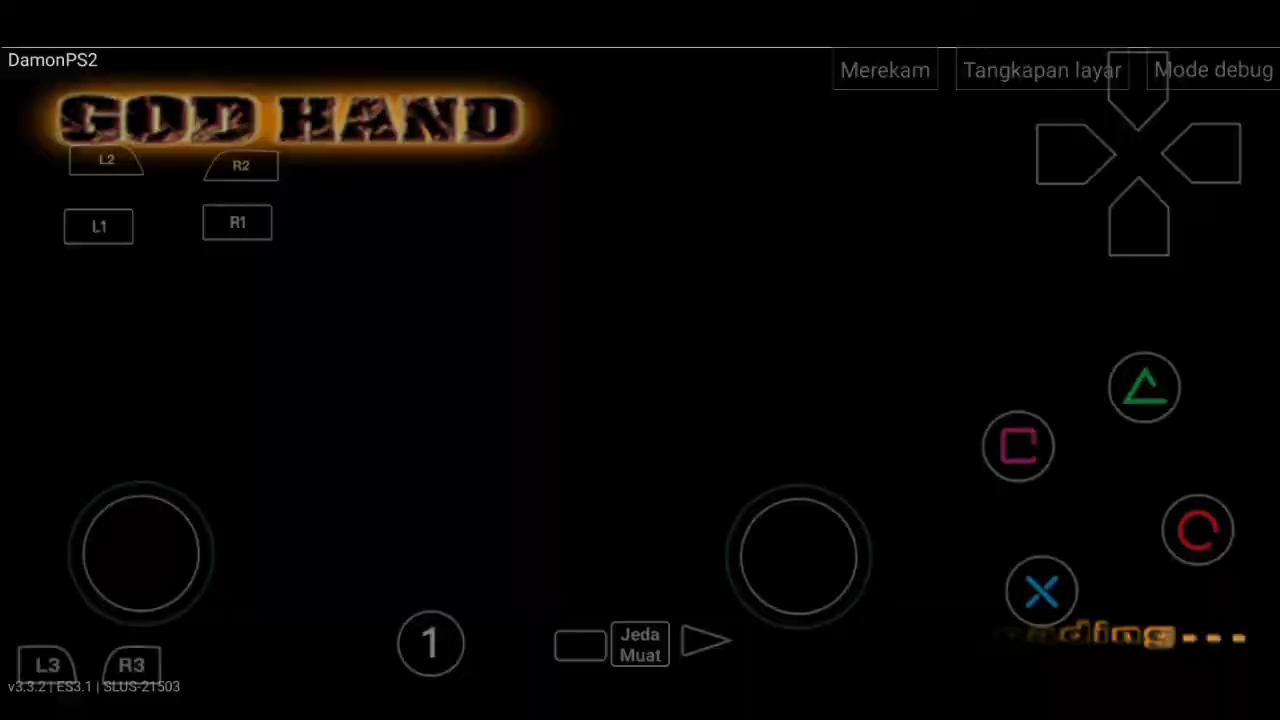 DamonPS2
Merekam
Tangkapan layar
Mode debug
GOD HAND
L2
R2
L1
R1
1
Jeda
Muat
L3
R3
v3.3.2 | ES3.1 | SLUS-21503